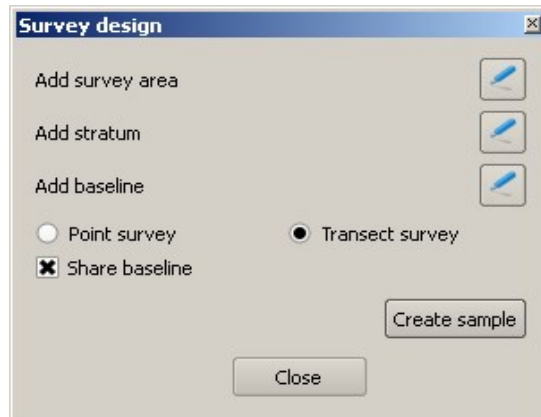 Survey design
Add survey area
Add stratum
Add baseline
Point survey Transect survey
Share baseline
Create sample
Close